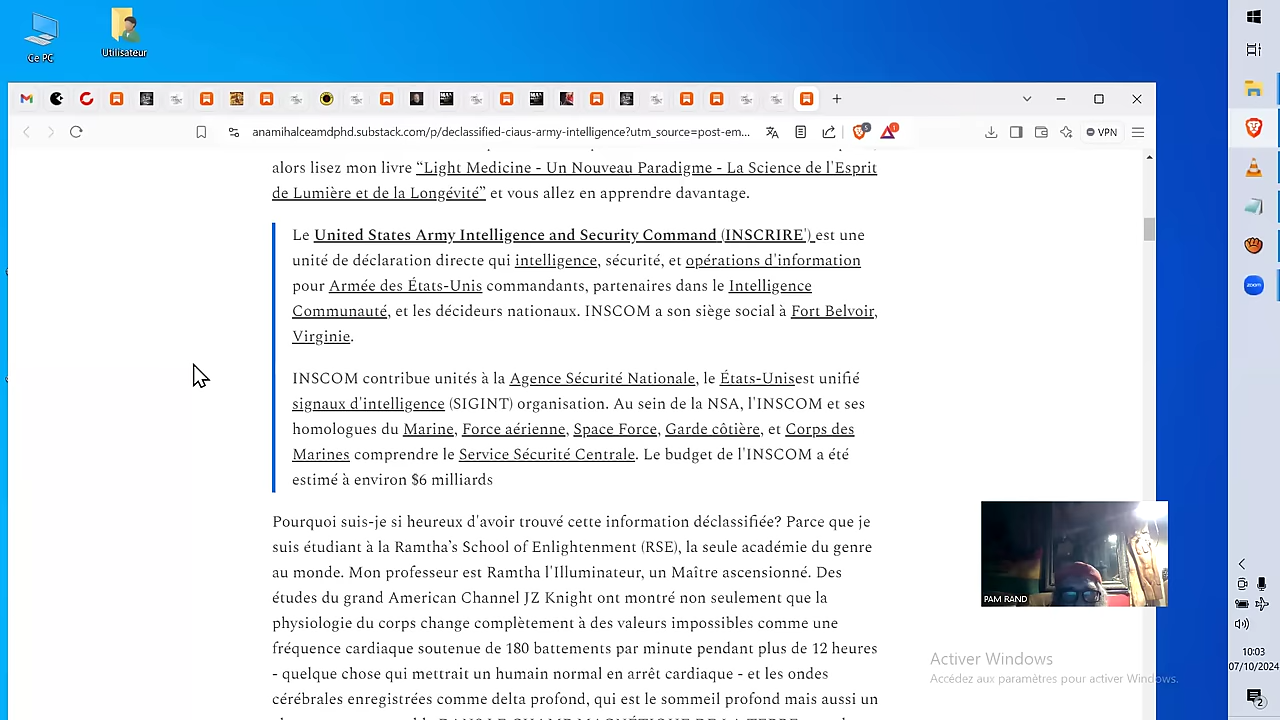 Ce PC
Utilisateur
anamihalceamdphd.substack.com/p/declassified-ciaus-army-intelligence?utm_source=post-em...
VPN
alors lisez mon livre “Light Medicine - Un Nouveau Paradigme - La Science de l'Esprit
de Lumière et de la Longévité” et vous allez en apprendre davantage.
Le United States Army Intelligence and Security Command (INSCRIRE') est une
unité de déclaration directe qui intelligence, sécurité, et opérations d'information
pour Armée des États-Unis commandants, partenaires dans le Intelligence
Communauté, et les décideurs nationaux. INSCOM a son siège social à Fort Belvoir,
Virginie.
INSCOM contribue unités à la Agence Sécurité Nationale, le États-Unisest unifié
signaux d'intelligence (SIGINT) organisation. Au sein de la NSA, l'INSCOM et ses
homologues du Marine, Force aérienne, Space Force, Garde côtière, et Corps des
Marines comprendre le Service Sécurité Centrale. Le budget de l'INSCOM a été
estimé à environ $6 milliards
Pourquoi suis-je si heureux d'avoir trouvé cette information déclassifiée? Parce que je
suis étudiant à la Ramtha's School of Enlightenment (RSE), la seule académie du genre
au monde. Mon professeur est Ramtha l'Illuminateur, un Maître ascensionné. Des
études du grand American Channel JZ Knight ont montré non seulement que la
physiologie du corps change complètement à des valeurs impossibles comme une
fréquence cardiaque soutenue de 180 battements par minute pendant plus de 12 heures
- quelque chose qui mettrait un humain normal en arrêt cardiaque - et les ondes
cérébrales enregistrées comme delta profond, qui est le sommeil profond mais aussi un
PAM RAND
Activer Windows
Accédez aux paramètres pour activer Windows.
zoom
10:03
07/10/2024
2